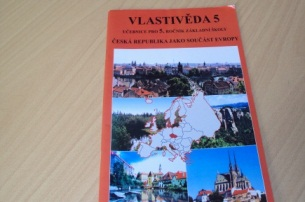 VLASTIVĚDA 5
UČEBNICE PRO 5. ROČNÍK ZÁKLADNÍ ŠKOLY
ČESKÁ REPUBLIKA JAKO SOUČÁST EVROPY